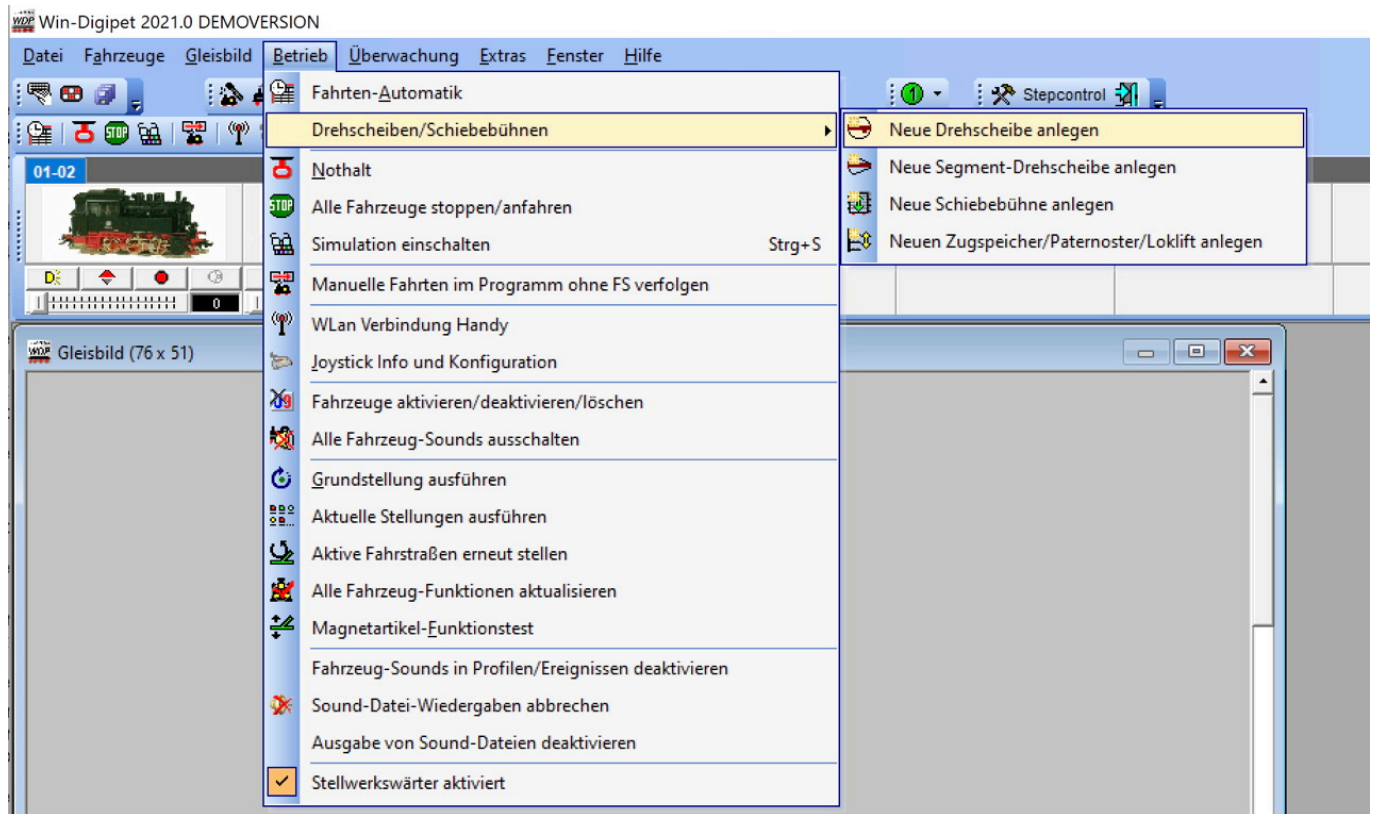 Win-Digipet 2021.0 DEMOVERSION
Datei Fahrzeuge Gleisbild Betrieb Überwachung Extras Fenster Hilfe
Fahrten-Automatik
1 Stepcontrol
Drehscheiben/Schiebebühnen
Neue Drehscheibe anlegen
STOP
01-02
Nothalt
Neue Segment-Drehscheibe anlegen
STOP Alle Fahrzeuge stoppen/anfahren
Neue Schiebebühne anlegen
Simulation einschalten Strg+S
Neuen Zugspeicher/Paternoster/Loklift anlegen
D
Manuelle Fahrten im Programm ohne FS verfolgen
0
WLan Verbindung Handy
WDP Gleisbild (76 x 51)
Joystick Info und Konfiguration
Fahrzeuge aktivieren/deaktivieren/löschen
Alle Fahrzeug-Sounds ausschalten
Grundstellung ausführen
Aktuelle Stellungen ausführen
Aktive Fahrstraßen erneut stellen
Alle Fahrzeug-Funktionen aktualisieren
Magnetartikel-Funktionstest
Fahrzeug-Sounds in Profilen/Ereignissen deaktivieren
Sound-Datei-Wiedergaben abbrechen
Ausgabe von Sound-Dateien deaktivieren
Stellwerkswärter aktiviert